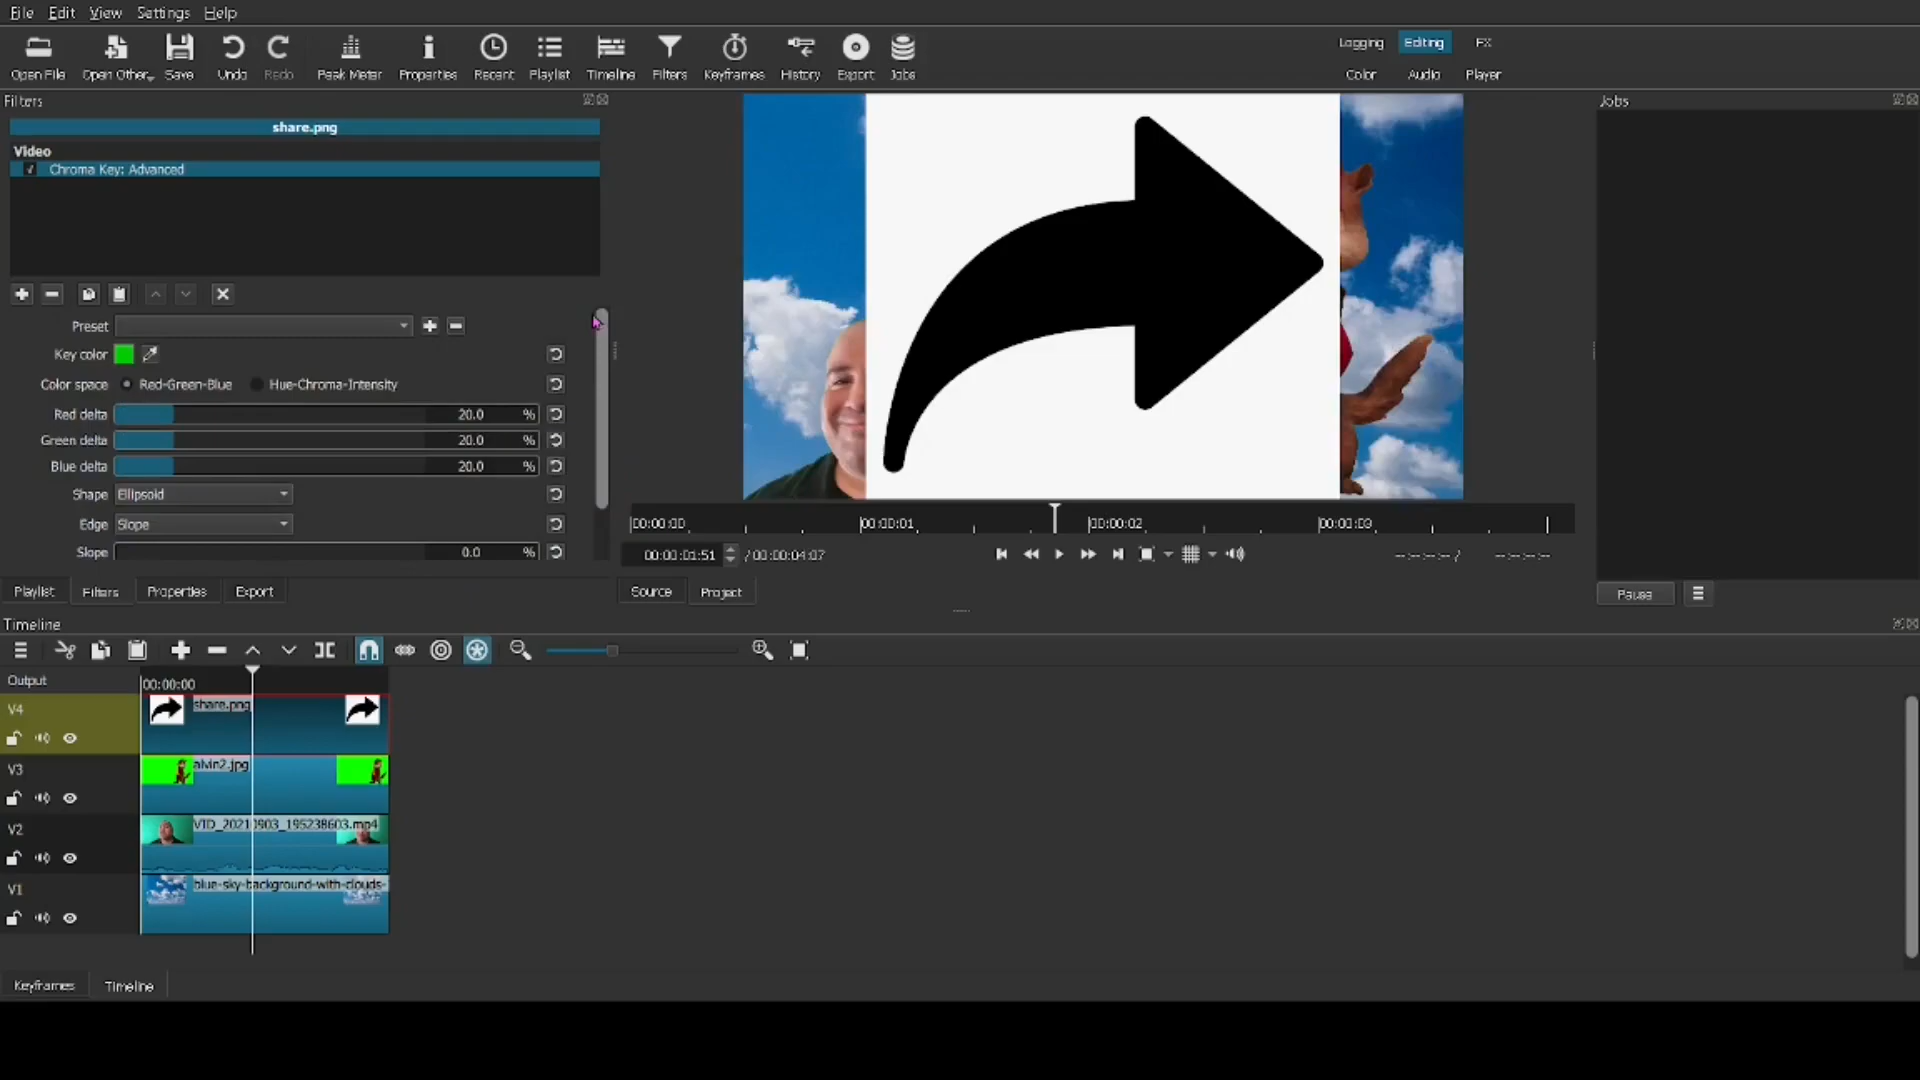 File Edit View Settings Help
Open File Open Other Save Undo Redo Peak Meter Properties Recent Playlist Timeline Filters Keyframes History Export Jobs
Logging Editing FX
Color Audio Player
Filters
share.png
Video
Chroma Key: Advanced
Preset
Key color
Color space Red-Green-Blue Hue-Chroma-Intensity
Red delta 20.0 %
Green delta 20.0 %
Blue delta 20.0 %
Shape Ellipsoid
Edge Slope
Slope 0.0 %
Playlist Filters Properties Export
00:00:00 00:00:01 00:00:02 00:00:03
00:00:01:51 / 00:00:04:07 --:--:--:-- / --:--:--:--
Source Project
Jobs
Pause
Timeline
Output
00:00:00
V4 share.png
V3 alvin2.jpg
V2 VID_20210903_195238603.mp4
V1 blue-sky-background-with-clouds-
Keyframes Timeline